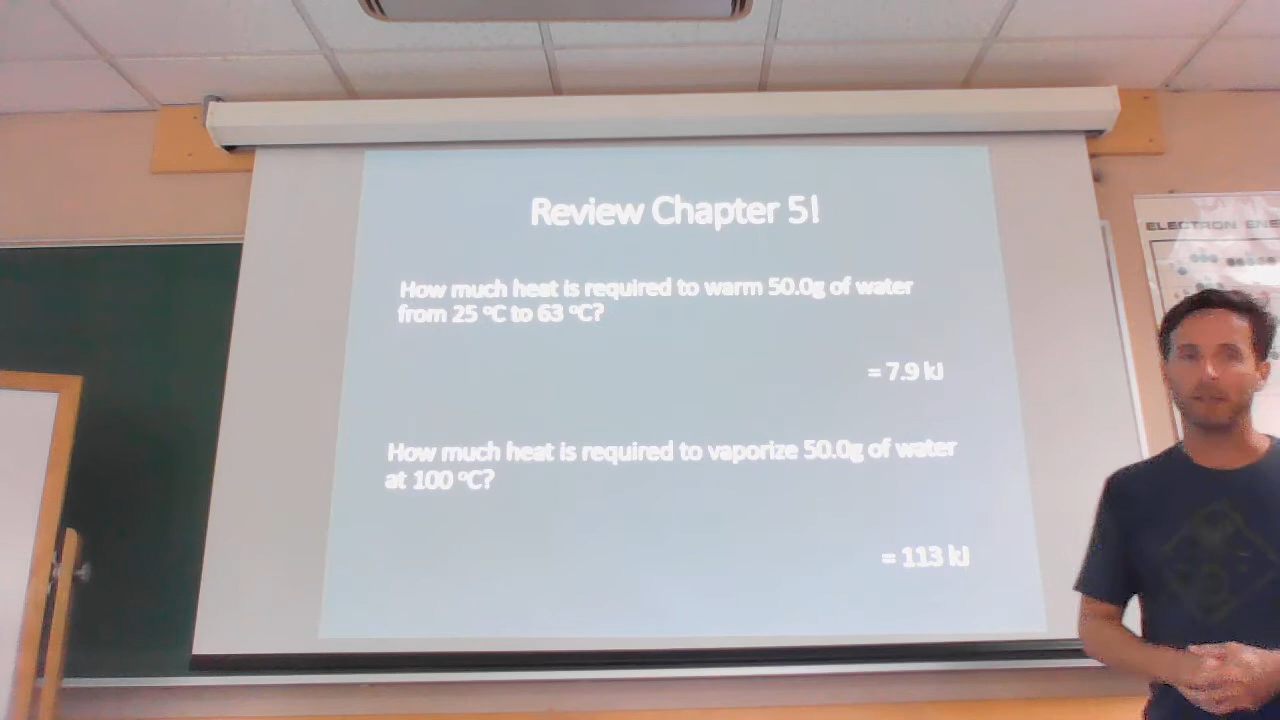 Review Chapter 5!
How much heat is required to warm 50.0g of water
from 25 °C to 63 °C?
= 7.9 kJ
How much heat is required to vaporize 50.0g of water
at 100 °C?
= 113 kJ
ELECTRON ENE